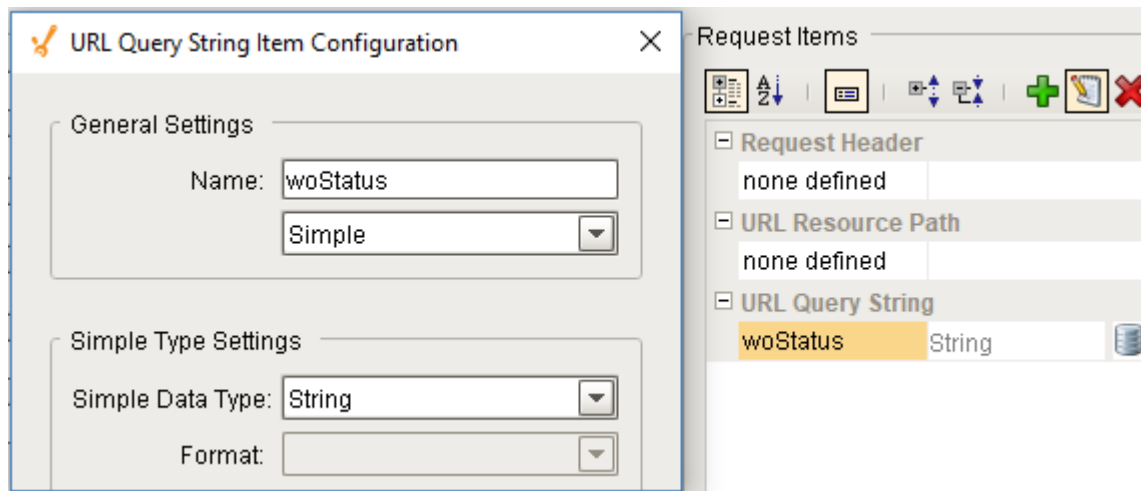 URL Query String Item Configuration
General Settings
Name: woStatus
Simple
Simple Type Settings
Simple Data Type: String
Format:
Request Items
Request Header
none defined
URL Resource Path
none defined
URL Query String
woStatus String